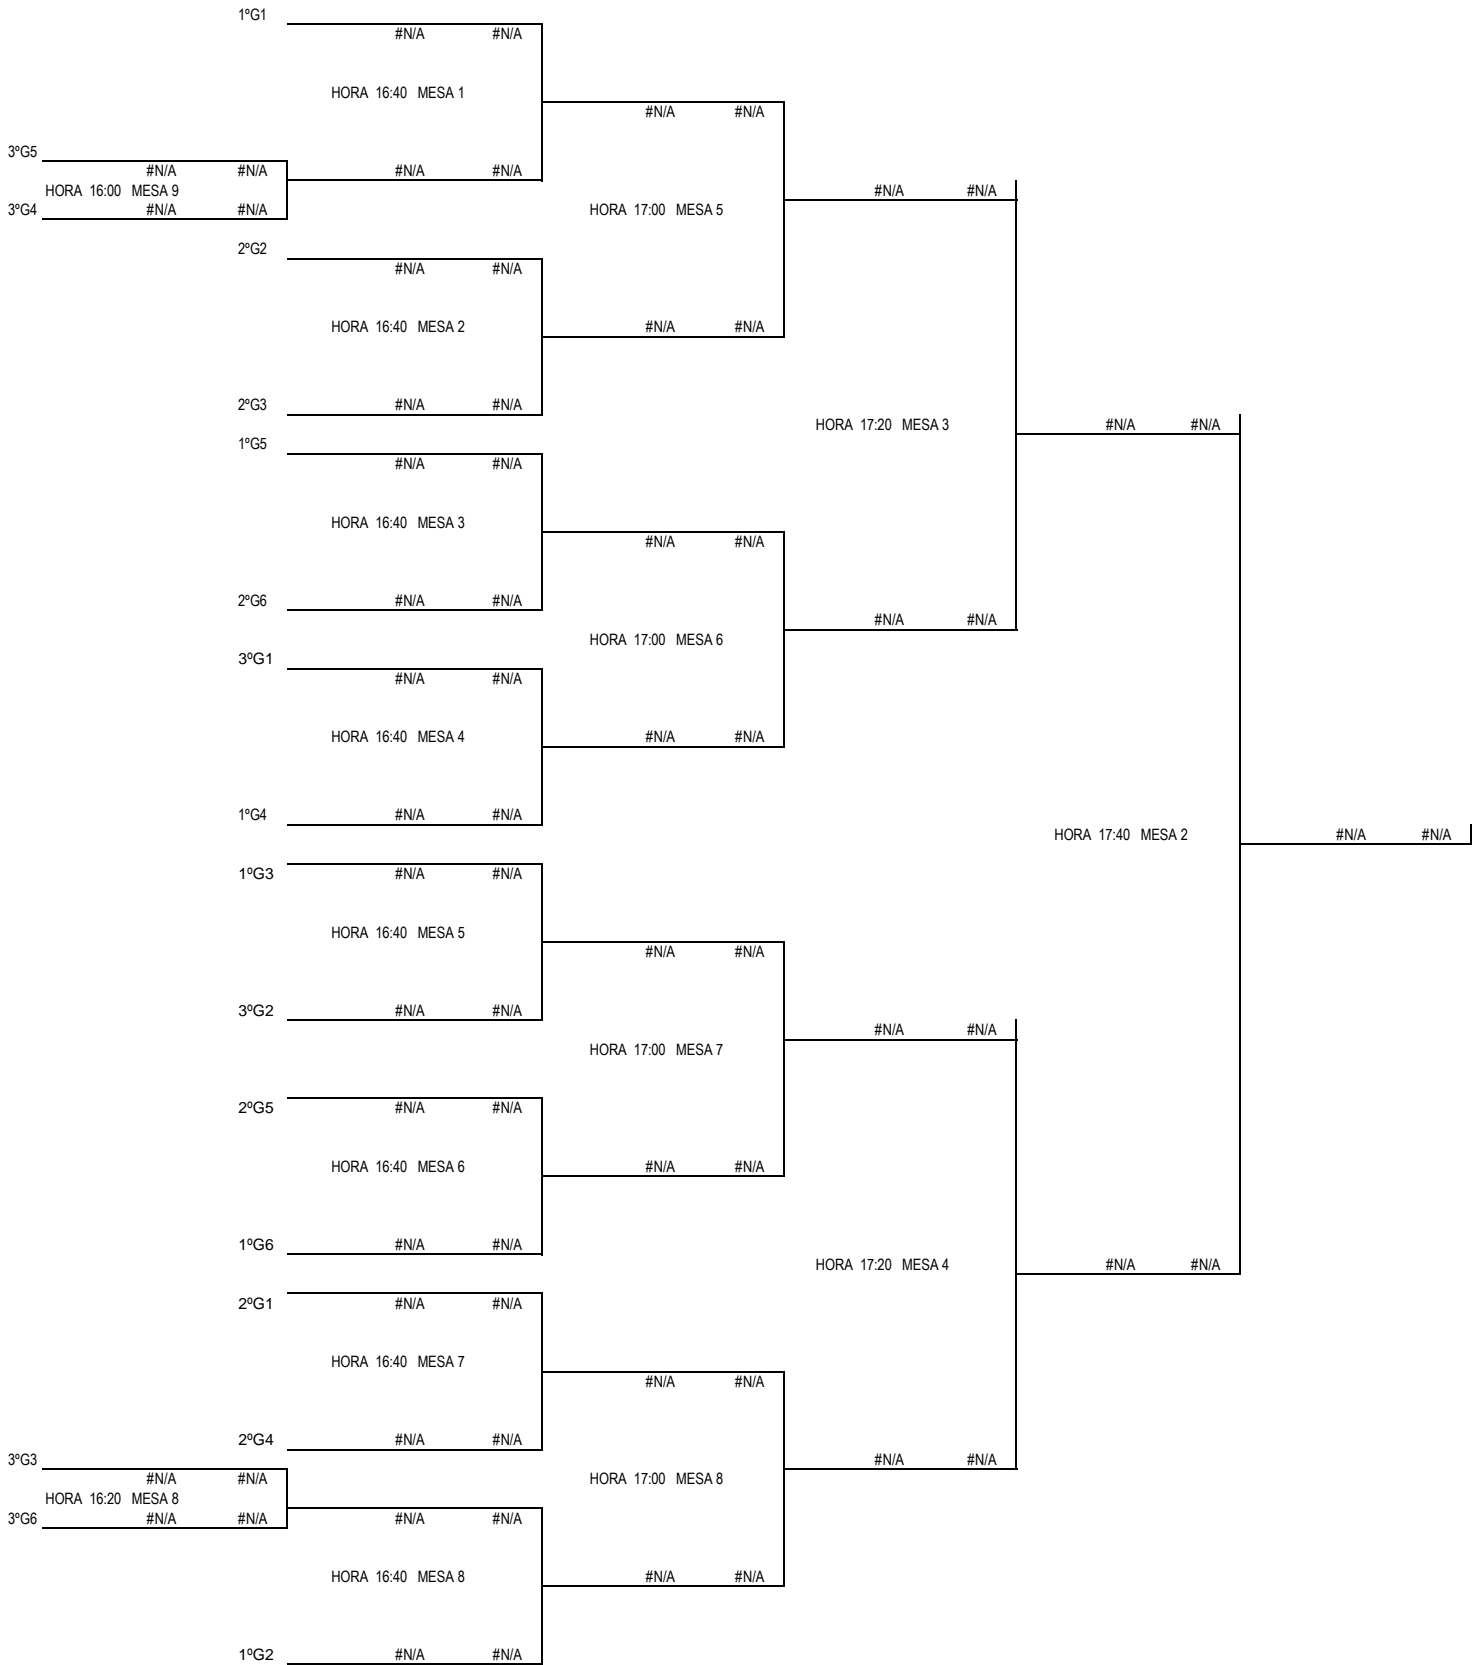 1ºG1
#N/A #N/A
HORA 16:40 MESA 1
#N/A #N/A
3ºG5
#N/A #N/A #N/A #N/A
HORA 16:00 MESA 9 #N/A #N/A
3ºG4 #N/A #N/A HORA 17:00 MESA 5
2ºG2
#N/A #N/A
HORA 16:40 MESA 2 #N/A #N/A
2ºG3 #N/A #N/A
HORA 17:20 MESA 3 #N/A #N/A
1ºG5
#N/A #N/A
HORA 16:40 MESA 3
#N/A #N/A
2ºG6 #N/A #N/A
#N/A #N/A
HORA 17:00 MESA 6
3ºG1
#N/A #N/A
HORA 16:40 MESA 4 #N/A #N/A
1ºG4 #N/A #N/A
HORA 17:40 MESA 2 #N/A #N/A
1ºG3 #N/A #N/A
HORA 16:40 MESA 5
#N/A #N/A
3ºG2 #N/A #N/A
#N/A #N/A
HORA 17:00 MESA 7
2ºG5 #N/A #N/A
HORA 16:40 MESA 6 #N/A #N/A
1ºG6 #N/A #N/A
HORA 17:20 MESA 4 #N/A #N/A
2ºG1 #N/A #N/A
HORA 16:40 MESA 7
#N/A #N/A
2ºG4 #N/A #N/A
3ºG3 #N/A #N/A
#N/A #N/A HORA 17:00 MESA 8
HORA 16:20 MESA 8
3ºG6 #N/A #N/A #N/A #N/A
HORA 16:40 MESA 8 #N/A #N/A
1ºG2 #N/A #N/A